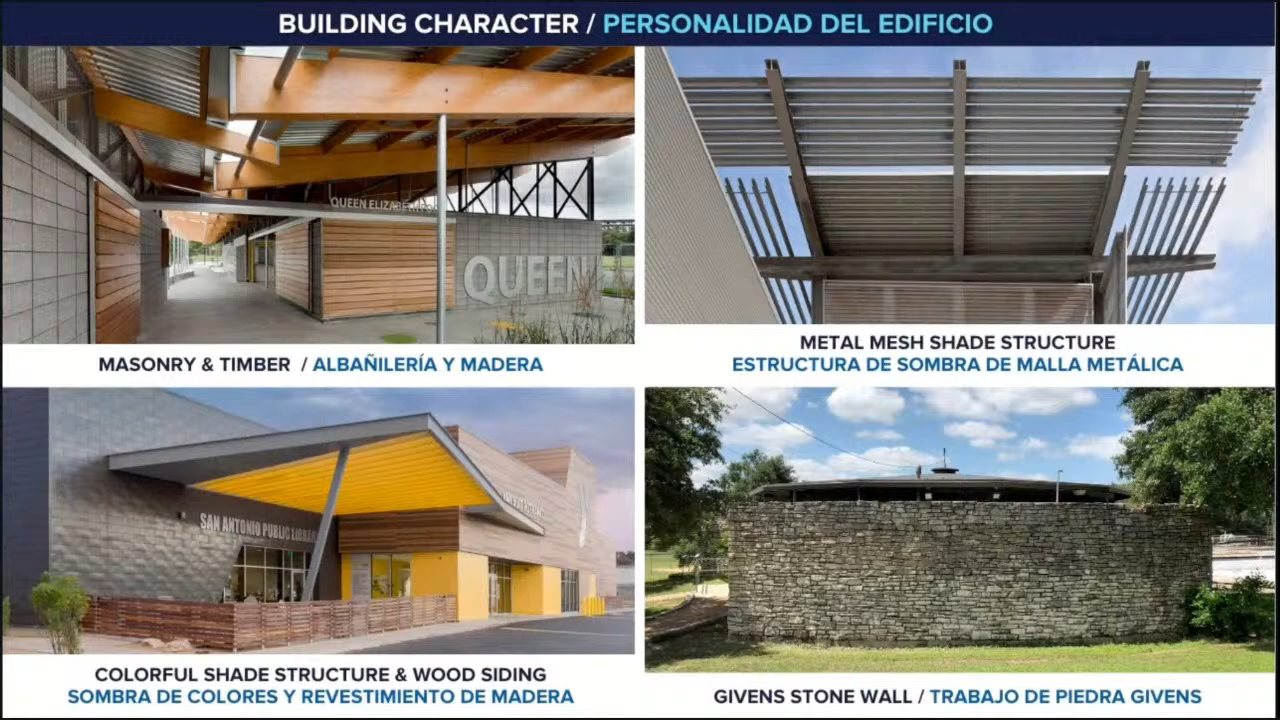 BUILDING CHARACTER / PERSONALIDAD DEL EDIFICIO
QUEEN ELIZABETH
QUEEN
MASONRY & TIMBER / ALBAÑILERÍA Y MADERA
METAL MESH SHADE STRUCTURE
ESTRUCTURA DE SOMBRA DE MALLA METÁLICA
SAN ANTONIO PUBLIC LIBRA
COLORFUL SHADE STRUCTURE & WOOD SIDING
SOMBRA DE COLORES Y REVESTIMIENTO DE MADERA
GIVENS STONE WALL / TRABAJO DE PIEDRA GIVENS